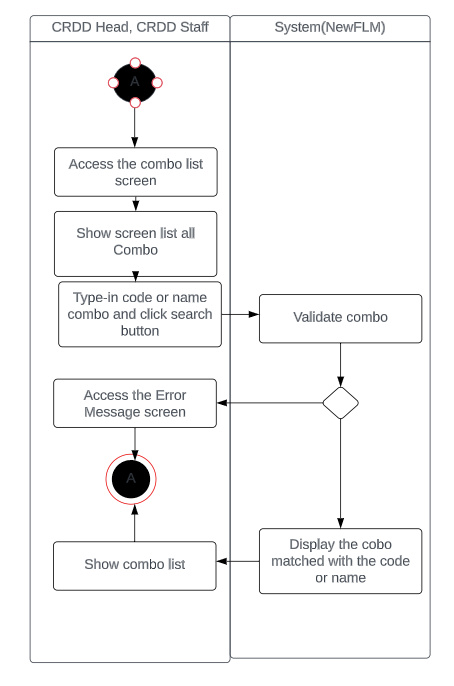 CRDD Head, CRDD Staff
System(NewFLM)
A
Access the combo list
screen
Show screen list all
Combo
Type-in code or name
combo and click search
button
Validate combo
Access the Error
Message screen
A
Display the cobo
matched with the code
or name
Show combo list